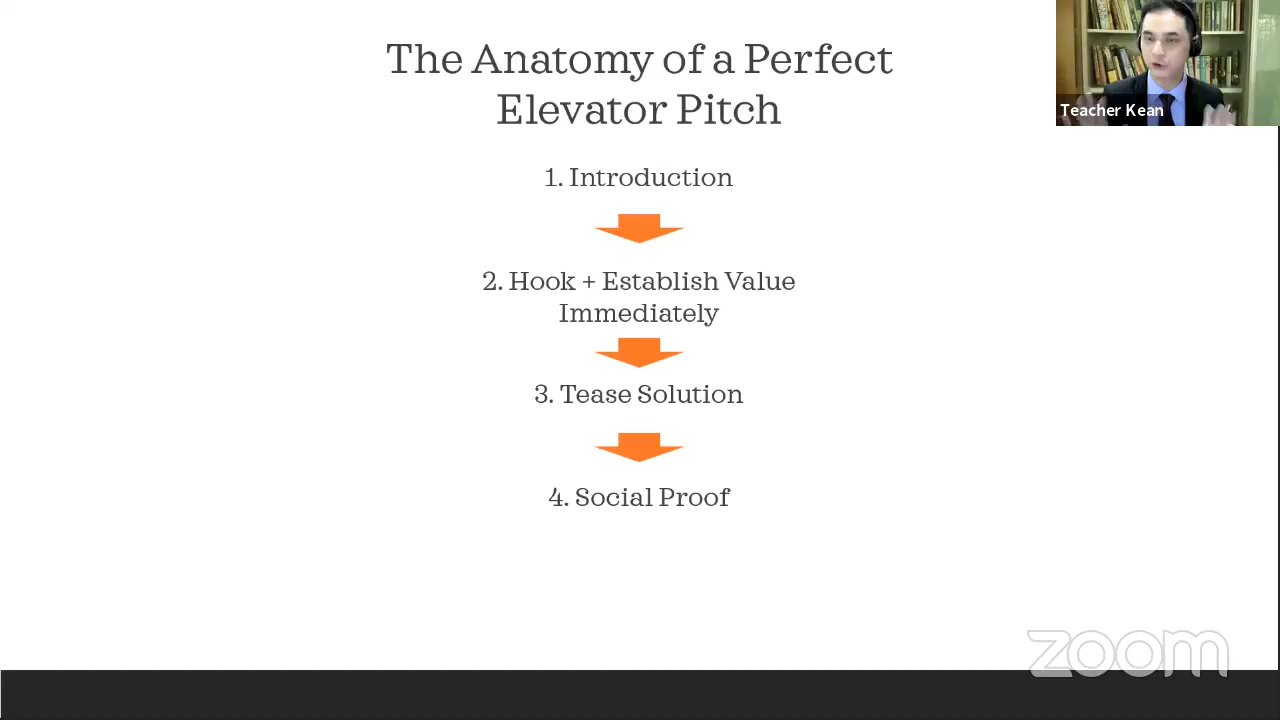 The Anatomy of a Perfect
Elevator Pitch
Teacher Kean
1. Introduction
2. Hook + Establish Value
Immediately
3. Tease Solution
4. Social Proof
zoom